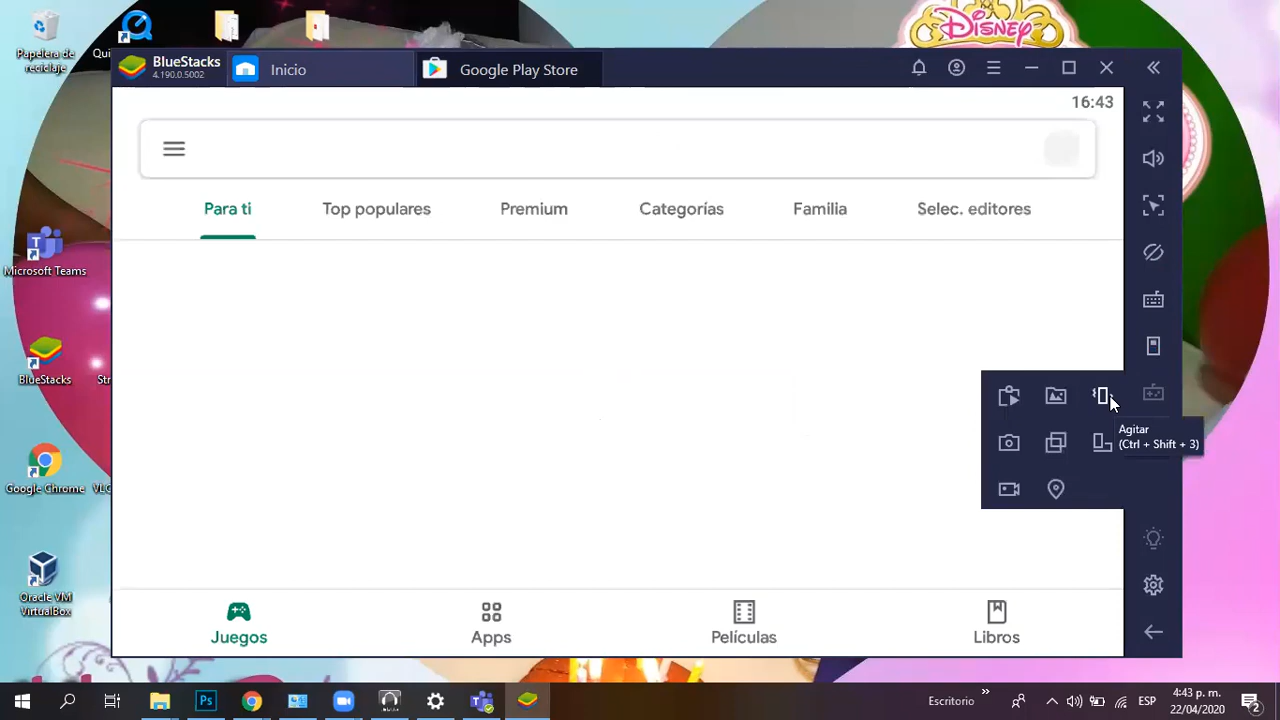 Papelera de
reciclaje
Qui
DISNEY
BlueStacks
4.190.0.5002
Inicio
Google Play Store
16:43
Para ti
Top populares
Premium
Categorías
Familia
Selec. editores
Microsoft Teams
BlueStacks
Str
Google Chrome
VLC
Oracle VM
VirtualBox
Agitar
(Ctrl + Shift + 3)
Juegos
Apps
Películas
Libros
Ps
Escritorio
»
ESP
4:43 p. m.
22/04/2020
2